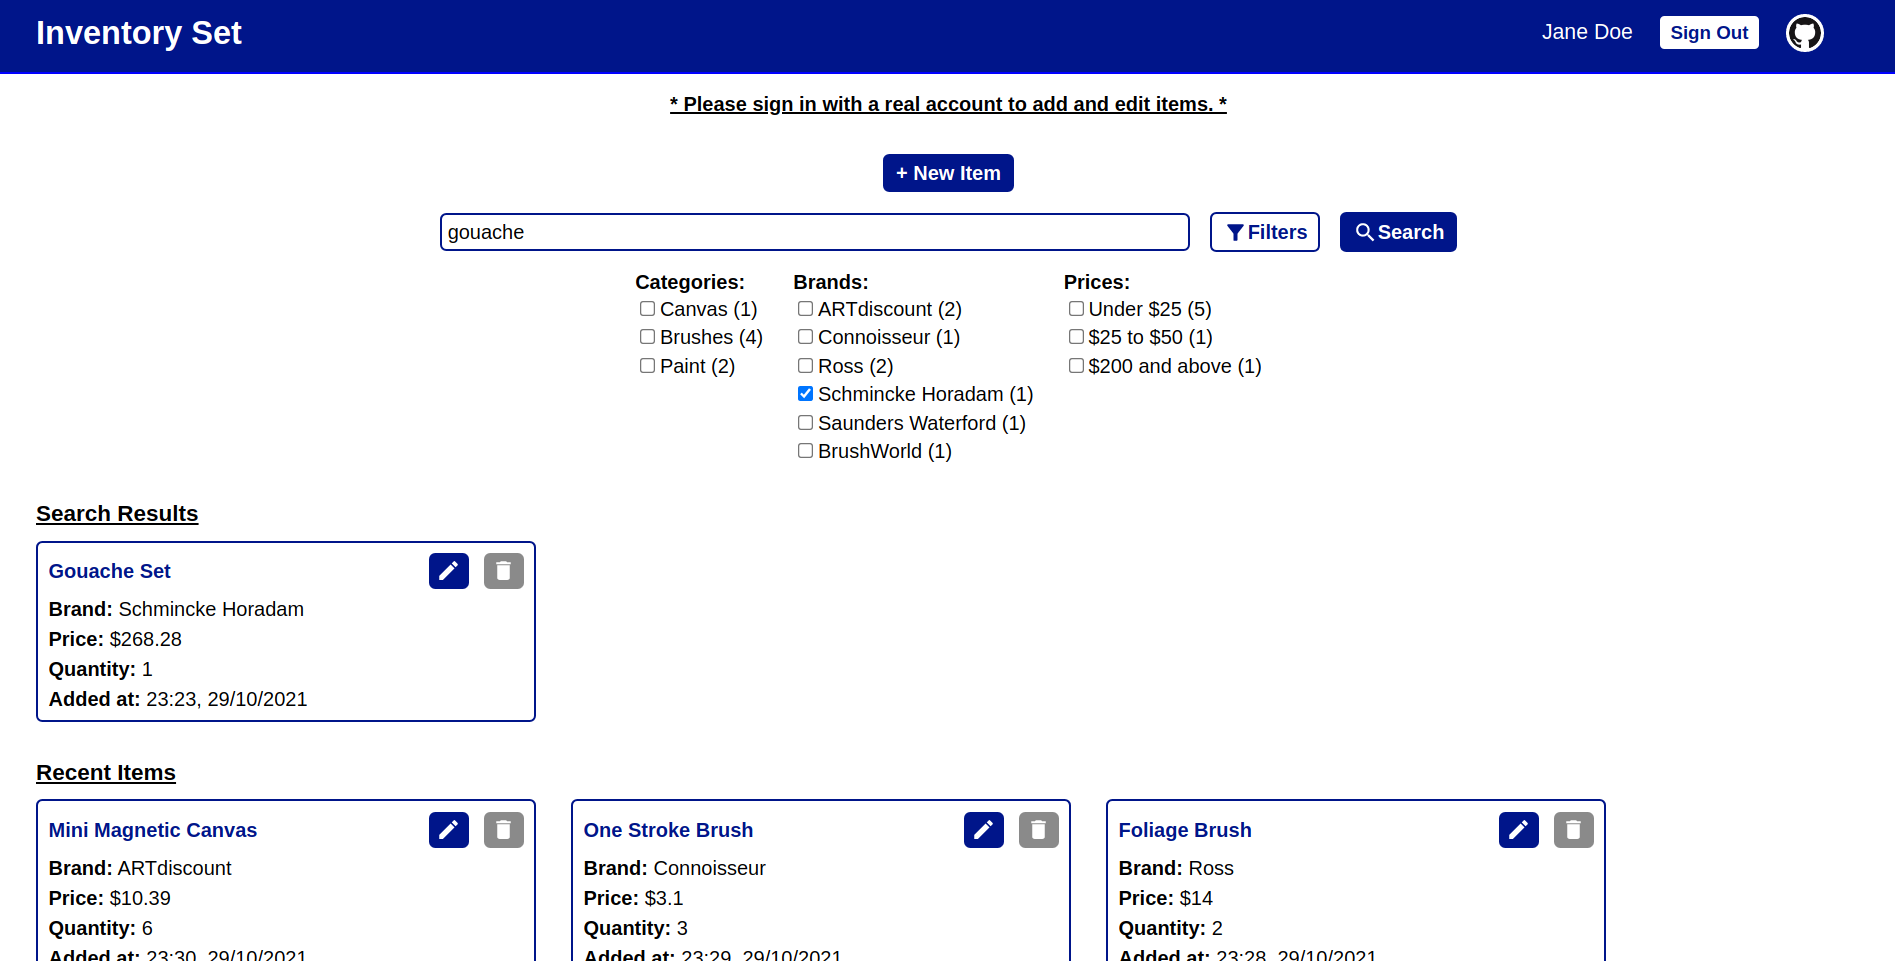 Inventory Set
Jane Doe
Sign Out
* Please sign in with a real account to add and edit items. *
+ New Item
gouache
Filters
Search
Categories:
Canvas (1)
Brushes (4)
Paint (2)
Brands:
ARTdiscount (2)
Connoisseur (1)
Ross (2)
Schmincke Horadam (1)
Saunders Waterford (1)
BrushWorld (1)
Prices:
Under $25 (5)
$25 to $50 (1)
$200 and above (1)
Search Results
Gouache Set
Brand: Schmincke Horadam
Price: $268.28
Quantity: 1
Added at: 23:23, 29/10/2021
Recent Items
Mini Magnetic Canvas
Brand: ARTdiscount
Price: $10.39
Quantity: 6
Added at: 23:30, 29/10/2021
One Stroke Brush
Brand: Connoisseur
Price: $3.1
Quantity: 3
Added at: 23:29, 29/10/2021
Foliage Brush
Brand: Ross
Price: $14
Quantity: 2
Added at: 23:28, 29/10/2021